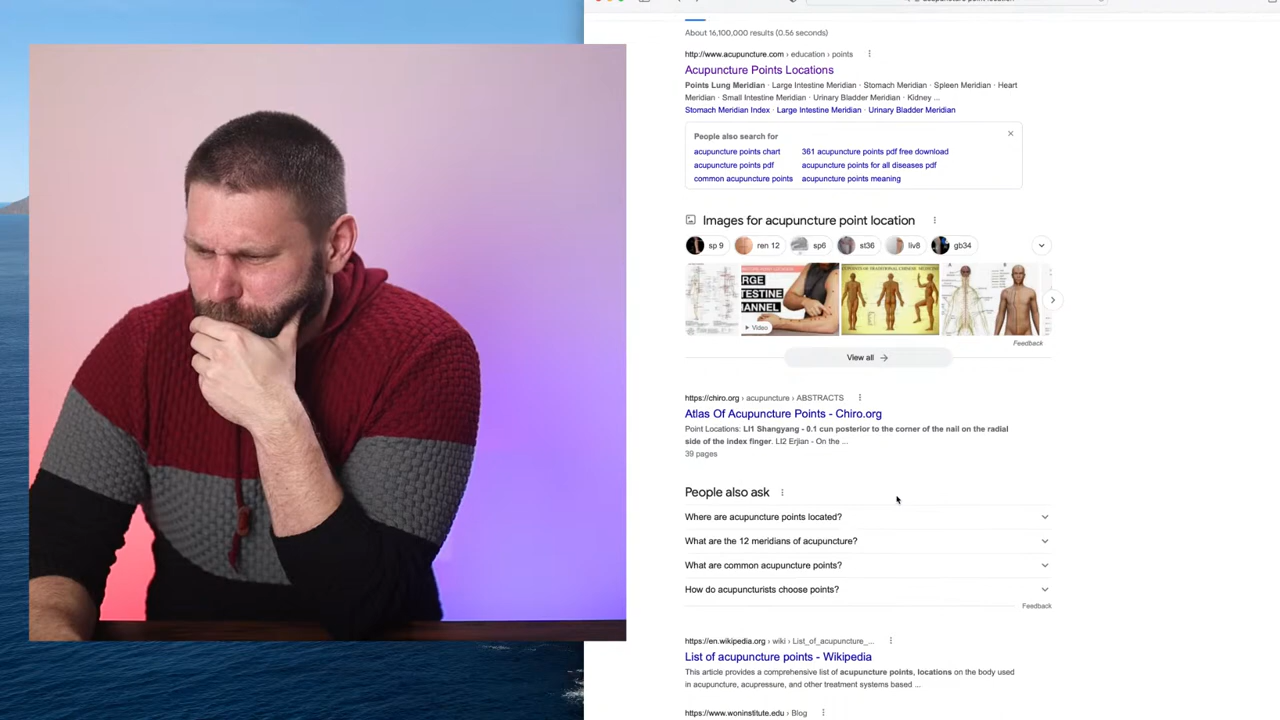 About 16,100,000 results (0.56 seconds)
http://www.acupuncture.com › education › points
Acupuncture Points Locations
Points Lung Meridian · Large Intestine Meridian · Stomach Meridian · Spleen Meridian · Heart
Meridian · Small Intestine Meridian · Urinary Bladder Meridian · Kidney ...
Stomach Meridian Index · Large Intestine Meridian · Urinary Bladder Meridian
People also search for
acupuncture points chart 361 acupuncture points pdf free download
acupuncture points pdf acupuncture points for all diseases pdf
common acupuncture points acupuncture points meaning
Images for acupuncture point location
sp 9 ren 12 sp6 st36 liv8 gb34
RGE
TESTINE
HANNEL
Video
Feedback
View all
https://chiro.org › acupuncture › ABSTRACTS
Atlas Of Acupuncture Points - Chiro.org
Point Locations: LI1 Shangyang - 0.1 cun posterior to the corner of the nail on the radial
side of the index finger. LI2 Erjian - On the ...
39 pages
People also ask
Where are acupuncture points located?
What are the 12 meridians of acupuncture?
What are common acupuncture points?
How do acupuncturists choose points?
Feedback
https://en.wikipedia.org › wiki › List_of_acupuncture_...
List of acupuncture points - Wikipedia
This article provides a comprehensive list of acupuncture points, locations on the body used
in acupuncture, acupressure, and other treatment systems based ...
https://www.woninstitute.edu › Blog